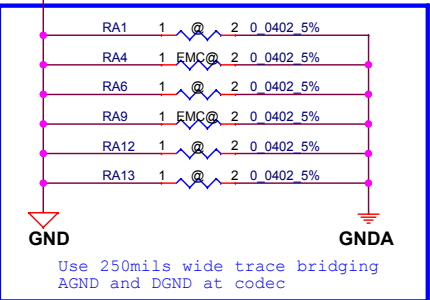 RA1 1 @ 2 0_0402_5%
RA4 1 EMC@ 2 0_0402_5%
RA6 1 @ 2 0_0402_5%
RA9 1 EMC@ 2 0_0402_5%
RA12 1 @ 2 0_0402_5%
RA13 1 @ 2 0_0402_5%
GND GNDA
Use 250mils wide trace bridging
AGND and DGND at codec